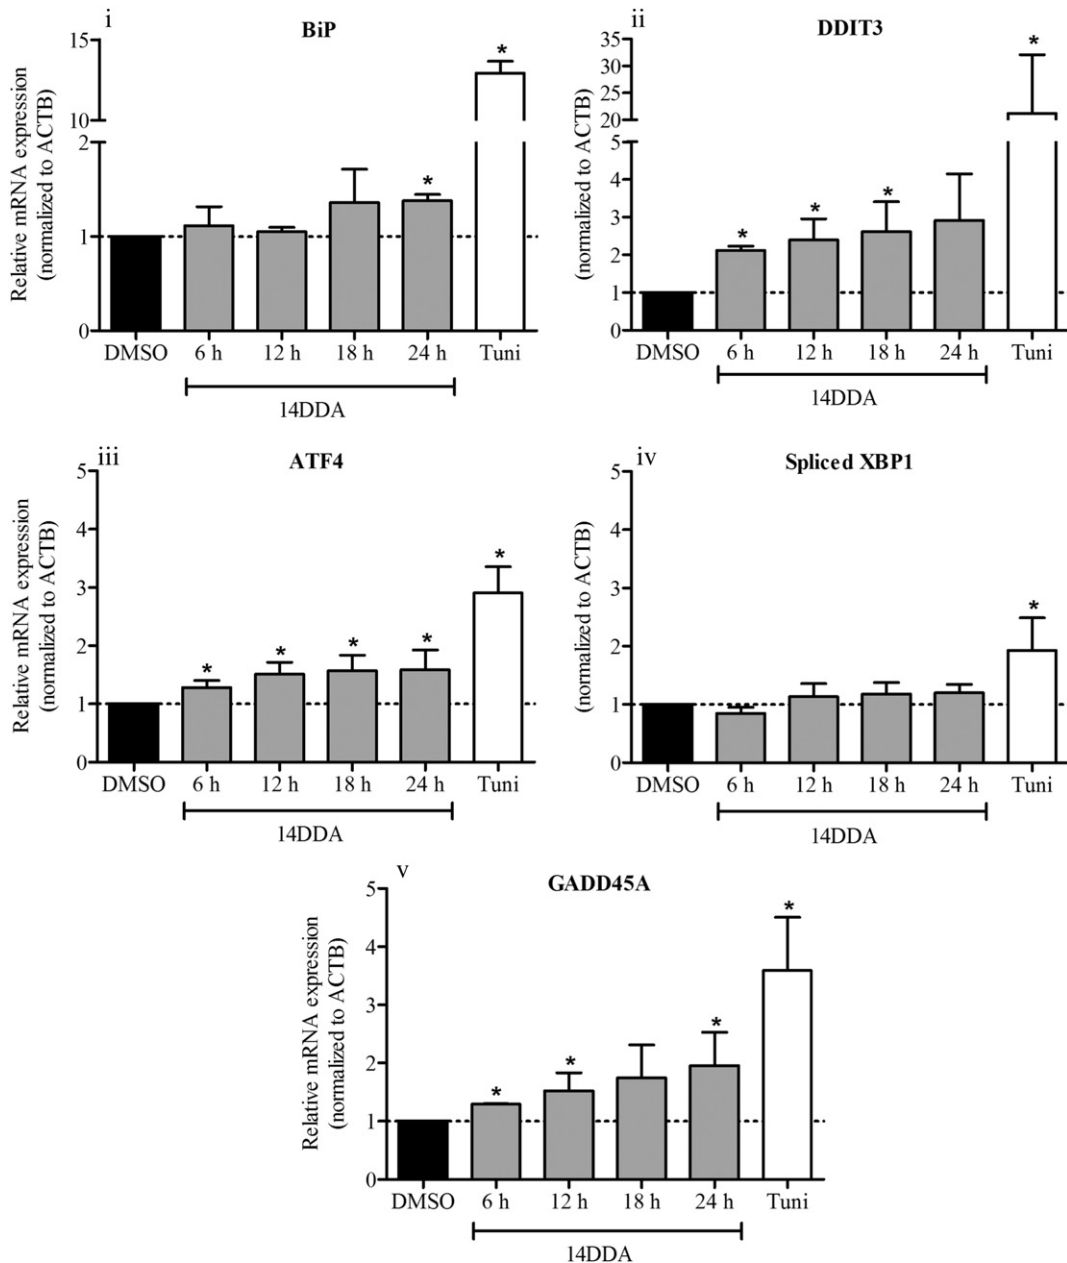 i
BiP
Relative mRNA expression
(normalized to ACTB)
15
*
10
2
*
1
0
DMSO 6 h 12 h 18 h 24 h Tuni
14DDA
ii
DDIT3
(normalized to ACTB)
35
*
30
25
20
5
4
3
* * *
2
1
0
DMSO 6 h 12 h 18 h 24 h Tuni
14DDA
iii
ATF4
Relative mRNA expression
(normalized to ACTB)
5
4
*
3
* * * *
2
1
0
DMSO 6 h 12 h 18 h 24 h Tuni
14DDA
iv
Spliced XBP1
(normalized to ACTB)
5
4
3
*
2
1
0
DMSO 6 h 12 h 18 h 24 h Tuni
14DDA
v
GADD45A
Relative mRNA expression
(normalized to ACTB)
5
*
4
3
* * *
2
1
0
DMSO 6 h 12 h 18 h 24 h Tuni
14DDA